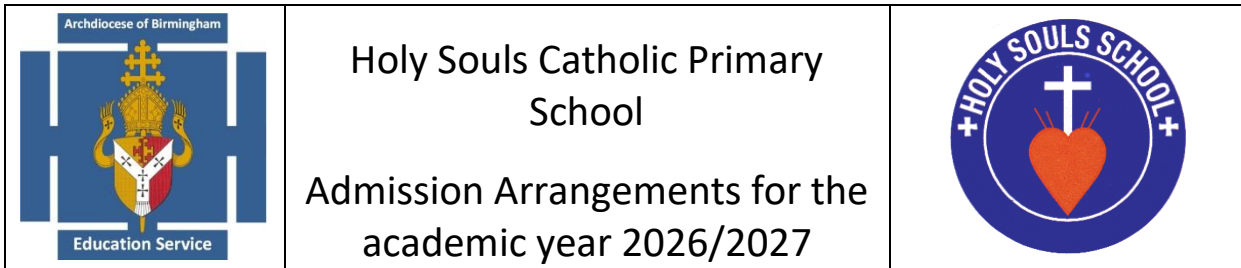 Archdiocese of Birmingham
Education Service
Holy Souls Catholic Primary
School
Admission Arrangements for the
academic year 2026/2027
HOLY SOULS SCHOOL